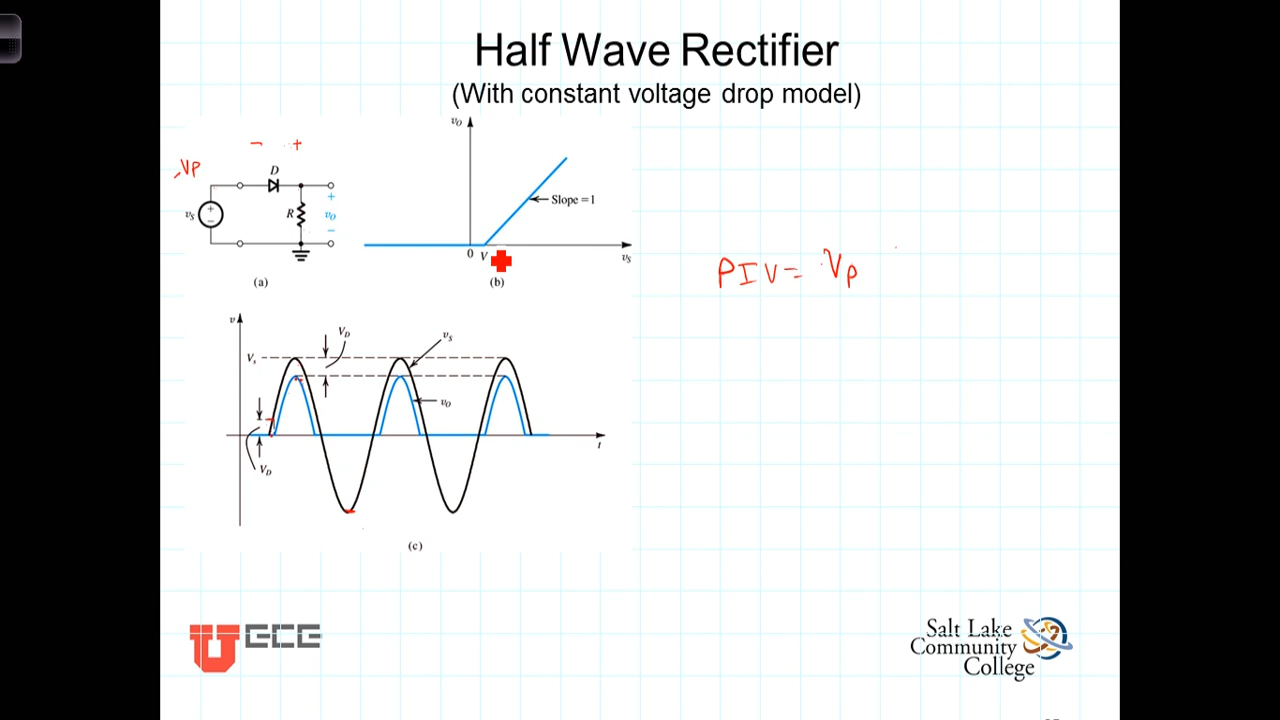 Half Wave Rectifier
(With constant voltage drop model)
- +
VP
D
vS
+
-
R
+
vO
-
(a)
vO
Slope = 1
0 V
vS
(b)
PIV = VP
v
VD
vS
Vs
vO
VD
t
(c)
U ECE
Salt Lake
Community
College